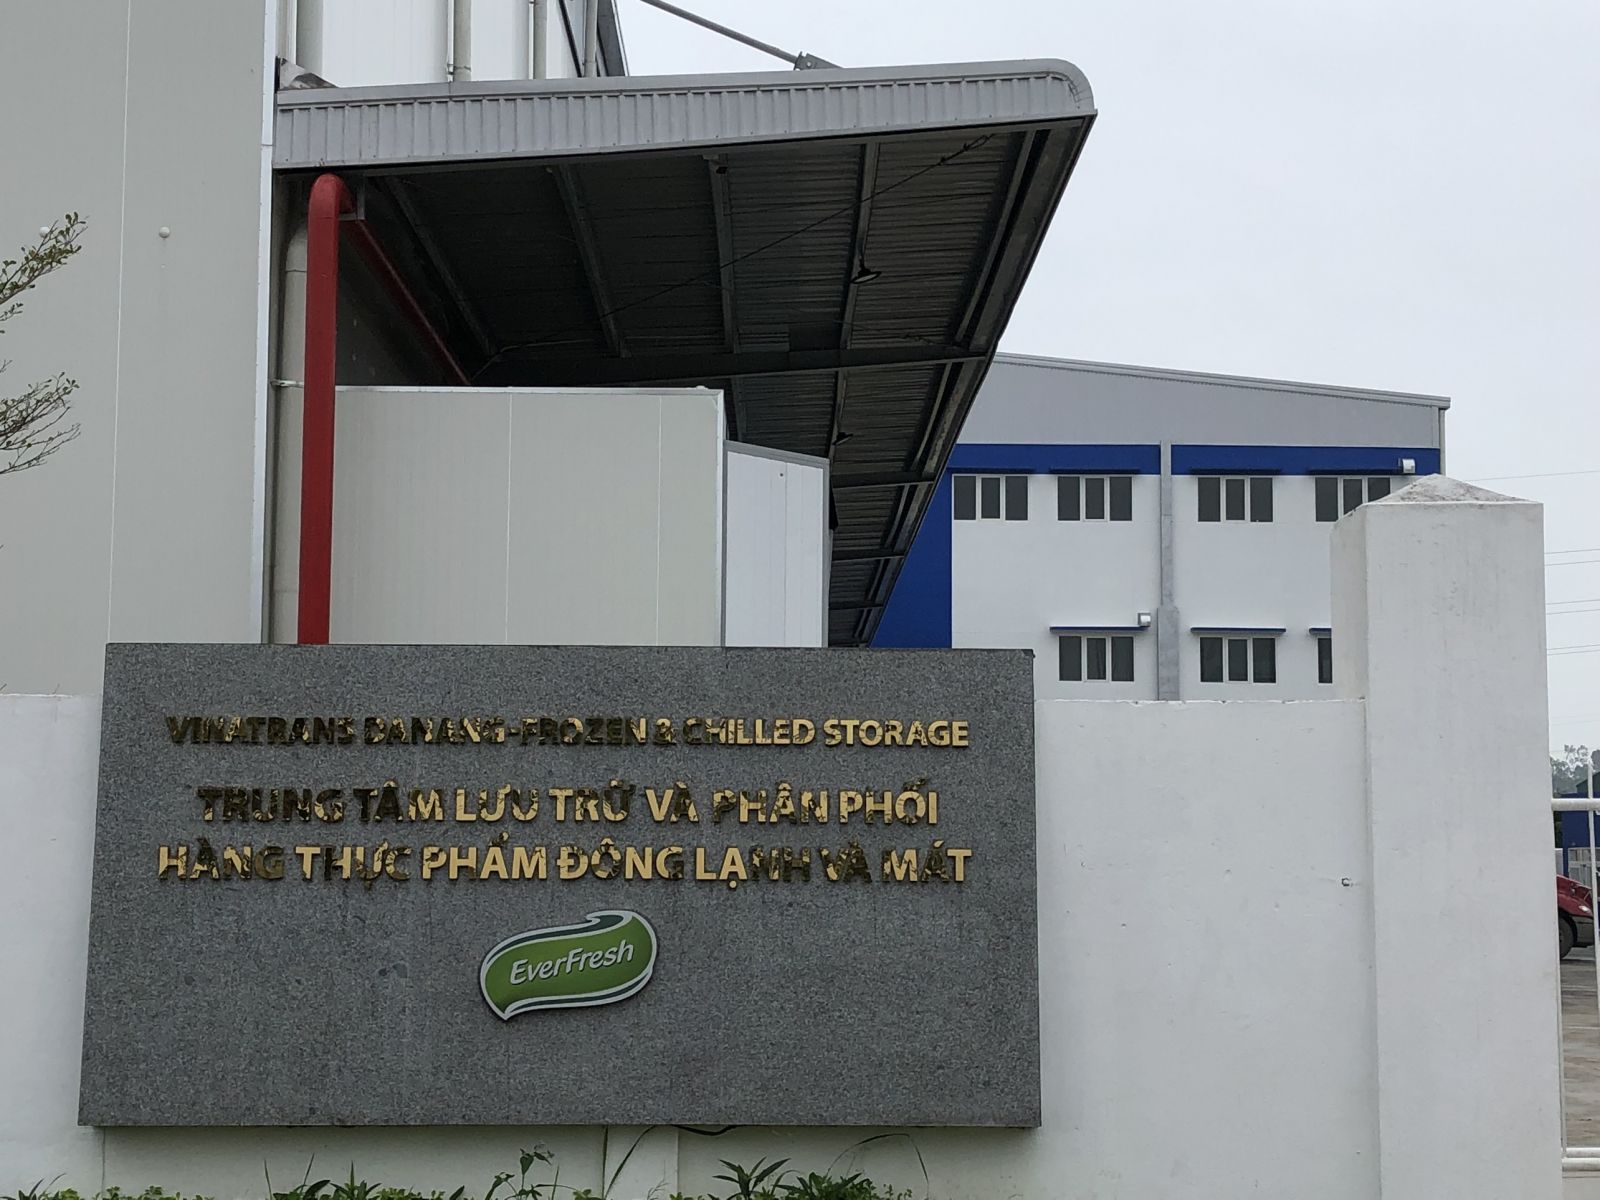 VINATRANS DANANG-FROZEN & CHILLED STORAGE
TRUNG TÂM LƯU TRỮ VÀ PHÂN PHỐI
HÀNG THỰC PHẨM ĐÔNG LẠNH VÀ MÁT
EverFresh